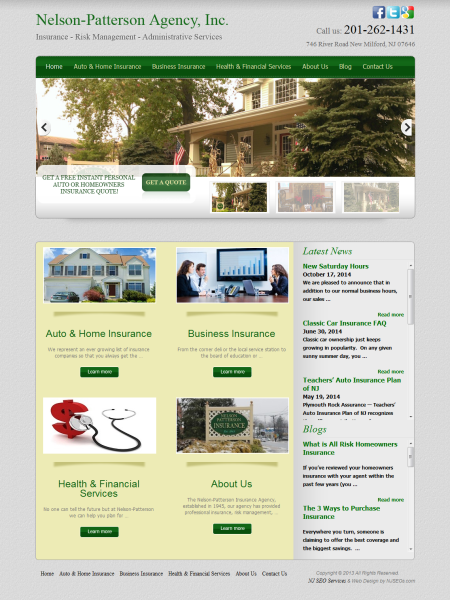 Nelson-Patterson Agency, Inc.
Insurance - Risk Management - Administrative Services
Call us: 201-262-1431
746 River Road New Milford, NJ 07646
Home Auto & Home Insurance Business Insurance Health & Financial Services About Us Blog Contact Us
GET A FREE INSTANT PERSONAL
AUTO OR HOMEOWNERS
INSURANCE QUOTE!
GET A QUOTE
Auto & Home Insurance
We represent an ever growing list of insurance
companies so that you always get the ...
Learn more
Business Insurance
From the corner deli or the local service station to
the board of education or ...
Learn more
Health & Financial
Services
No one can tell the future but at Nelson-Patterson
we can help you plan for ...
Learn more
NELSON
PATTERSON
INSURANCE
About Us
The Nelson-Patterson Insurance Agency,
established in 1945, our agency has provided
professional insurance, risk management, ...
Learn more
Latest News
New Saturday Hours
October 17, 2014
We are pleased to announce that in
addition to our normal business hours,
our sales ...
Read more
Classic Car Insurance FAQ
June 30, 2014
Classic car ownership just keeps
growing in popularity. On any given
sunny summer day, you ...
Read more
Teachers' Auto Insurance Plan
of NJ
May 19, 2014
Plymouth Rock Assurance — Teachers'
Auto Insurance Plan of NJ recognize
Blogs
What is All Risk Homeowners
Insurance
If you've reviewed your homeowners
insurance with your agent within the
past few years (you ...
Read more
The 3 Ways to Purchase
Insurance
Everywhere you turn, someone is
claiming to offer the best coverage and
the biggest savings. ...
Home Auto & Home Insurance Business Insurance Health & Financial Services About Us Blog Contact Us
Copyright © 2015 All Rights Reserved.
NJ SEO Services & Web Design by NJSEOs.com